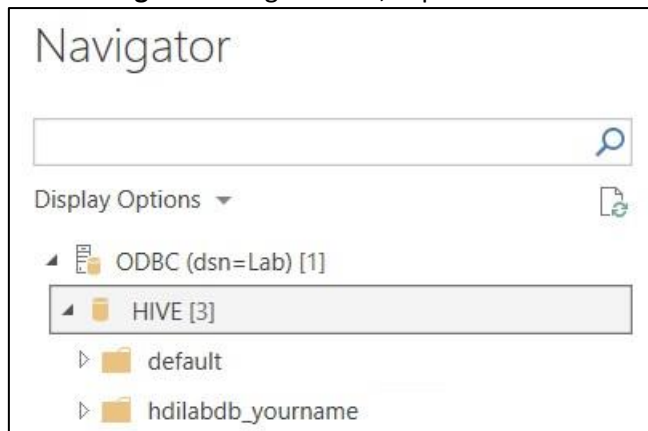 Navigator
Display Options
ODBC (dsn=Lab) [1]
HIVE [3]
default
hdilabdb_yourname